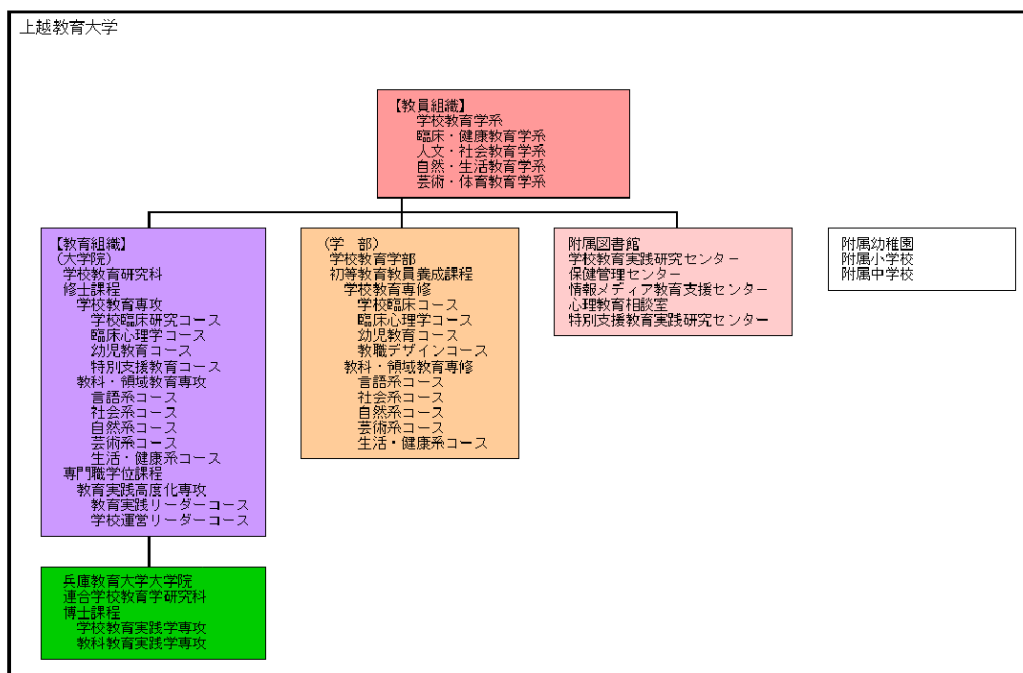 上越教育大学
【教員組織】
学校教育学系
臨床・健康教育学系
人文・社会教育学系
自然・生活教育学系
芸術・体育教育学系
【教育組織】
(大学院)
学校教育研究科
修士課程
学校教育専攻
学校臨床研究コース
臨床心理学コース
幼児教育コース
特別支援教育コース
教科・領域教育専攻
言語系コース
社会系コース
自然系コース
芸術系コース
生活・健康系コース
専門職学位課程
教育実践高度化専攻
教育実践リーダーコース
学校運営リーダーコース
(学　部)
学校教育学部
初等教育教員養成課程
学校教育専修
学校臨床コース
臨床心理学コース
幼児教育コース
教職デザインコース
教科・領域教育専修
言語系コース
社会系コース
自然系コース
芸術系コース
生活・健康系コース
附属図書館
学校教育実践研究センター
保健管理センター
情報メディア教育支援センター
心理教育相談室
特別支援教育実践研究センター
附属幼稚園
附属小学校
附属中学校
兵庫教育大学大学院
連合学校教育学研究科
博士課程
学校教育実践学専攻
教科教育実践学専攻